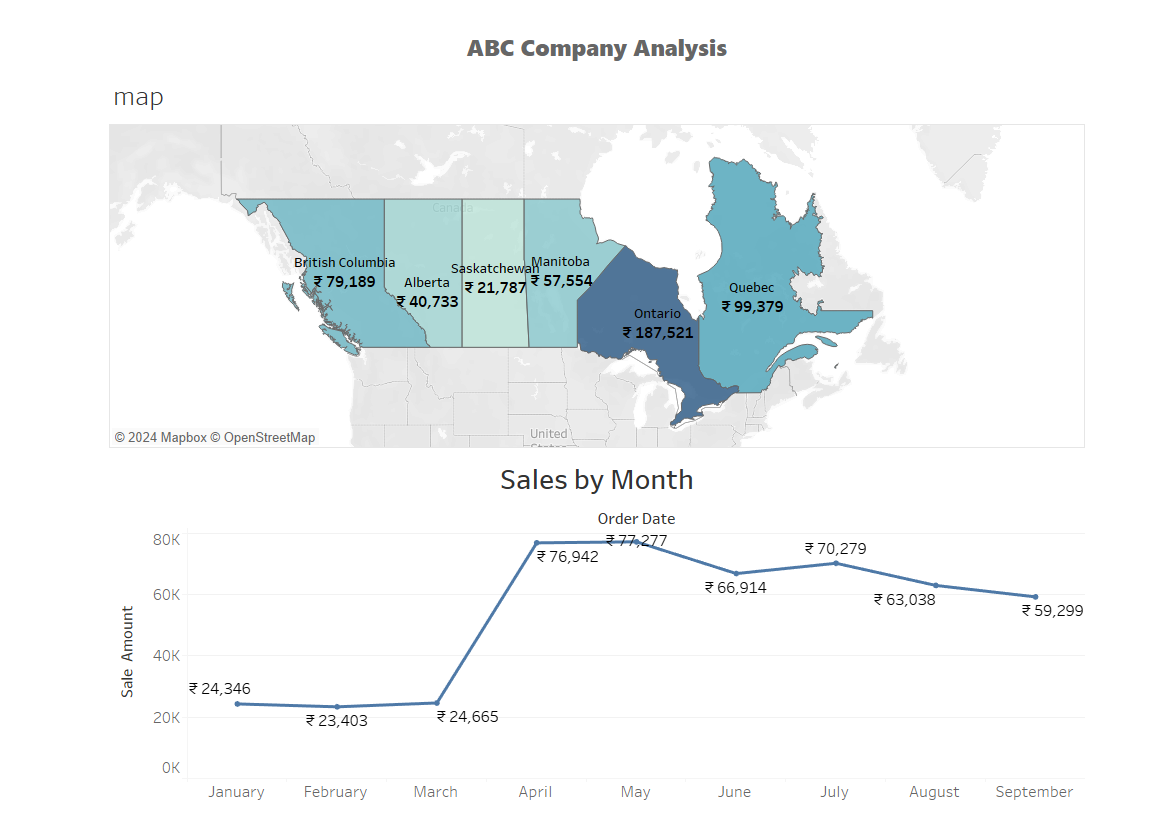 ABC Company Analysis
map
Canada
British Columbia
₹ 79,189
Alberta
₹ 40,733
Saskatchewan
₹ 21,787
Manitoba
₹ 57,554
Ontario
₹ 187,521
Quebec
₹ 99,379
United
States
© 2024 Mapbox © OpenStreetMap
Sales by Month
Order Date
Sale Amount
80K
60K
40K
20K
0K
₹ 24,346
₹ 23,403
₹ 24,665
₹ 76,942
₹ 77,277
₹ 66,914
₹ 70,279
₹ 63,038
₹ 59,299
January February March April May June July August September